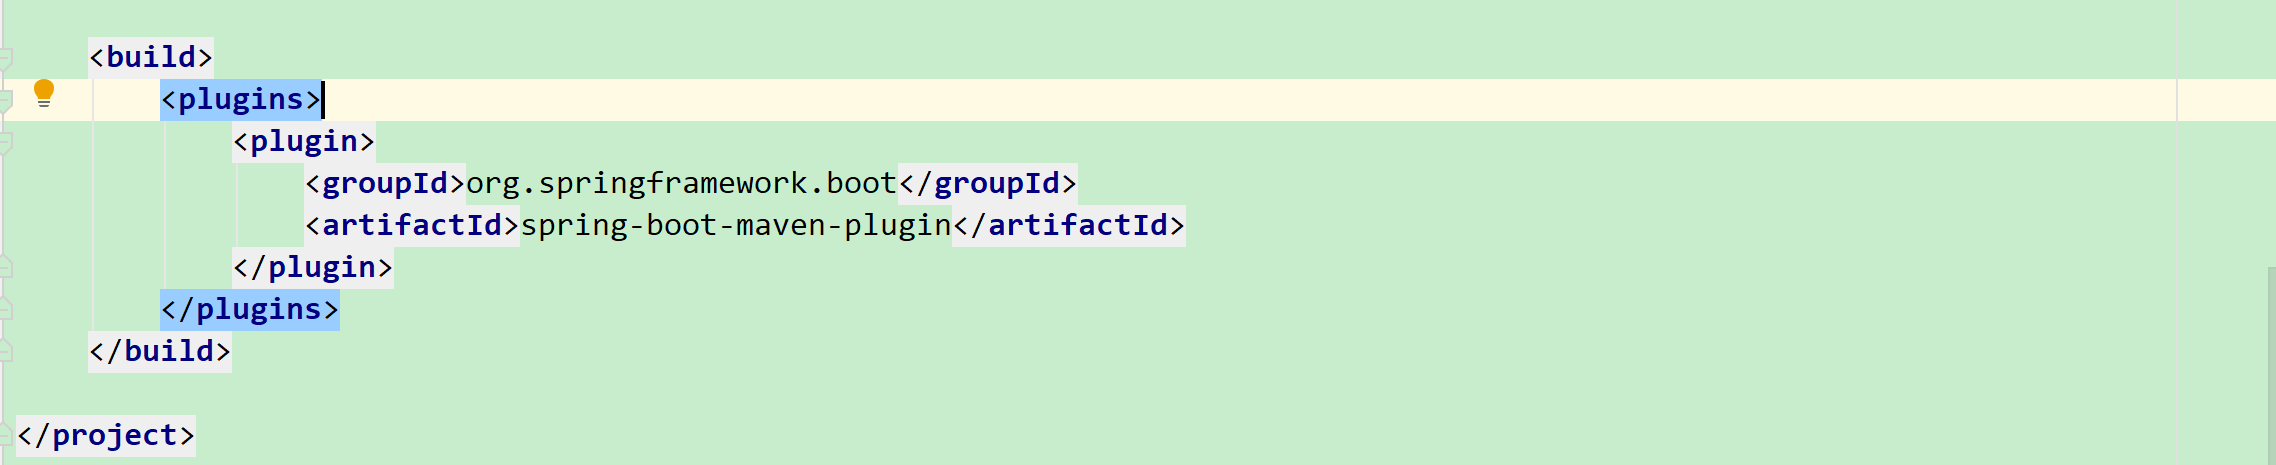 <build>
<plugins>
<plugin>
<groupId>org.springframework.boot</groupId>
<artifactId>spring-boot-maven-plugin</artifactId>
</plugin>
</plugins>
</build>
</project>